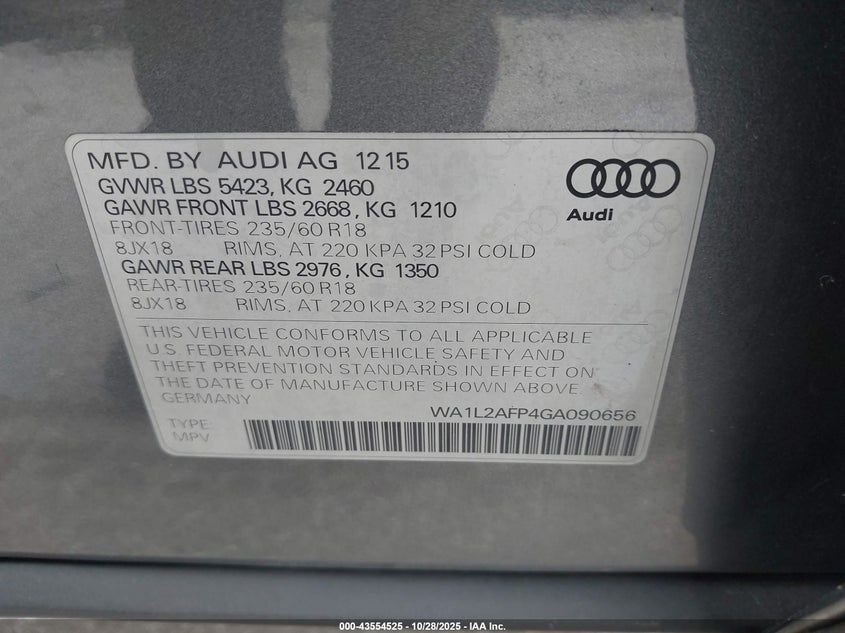 MFD. BY AUDI AG 12 15
GVWR LBS 5423, KG 2460
GAWR FRONT LBS 2668, KG 1210
FRONT-TIRES 235/60 R18
8JX18 RIMS, AT 220 KPA 32 PSI COLD
GAWR REAR LBS 2976, KG 1350
REAR-TIRES 235/60 R18
8JX18 RIMS, AT 220 KPA 32 PSI COLD
Audi
THIS VEHICLE CONFORMS TO ALL APPLICABLE
U.S. FEDERAL MOTOR VEHICLE SAFETY AND
THEFT PREVENTION STANDARDS IN EFFECT ON
THE DATE OF MANUFACTURE SHOWN ABOVE.
GERMANY
WA1L2AFP4GA090656
TYPE:
MPV
000-43554525 | 10/28/2025 - IAA Inc.